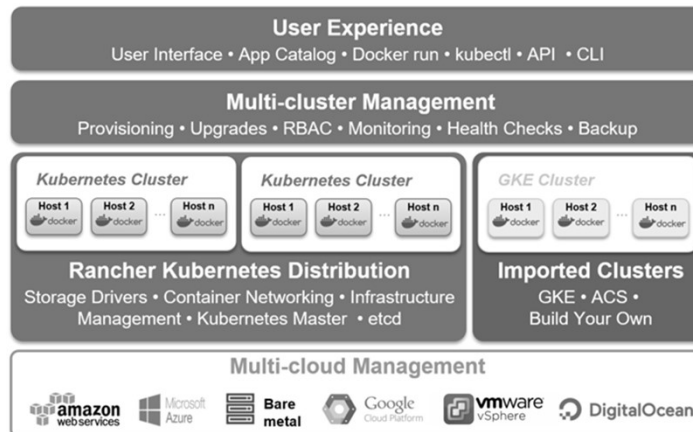 User Experience
User Interface • App Catalog • Docker run • kubectl • API • CLI
Multi-cluster Management
Provisioning • Upgrades • RBAC • Monitoring • Health Checks • Backup
Kubernetes Cluster
Host 1
docker
Host 2
docker
...
Host n
docker
Kubernetes Cluster
Host 1
docker
Host 2
docker
...
Host n
docker
Rancher Kubernetes Distribution
Storage Drivers • Container Networking • Infrastructure
Management • Kubernetes Master • etcd
GKE Cluster
Host 1
docker
Host 2
docker
...
Host n
docker
Imported Clusters
GKE • ACS •
Build Your Own
Multi-cloud Management
amazon
web services
Microsoft
Azure
Bare
metal
Google
Cloud Platform
vmware
vSphere
DigitalOcean